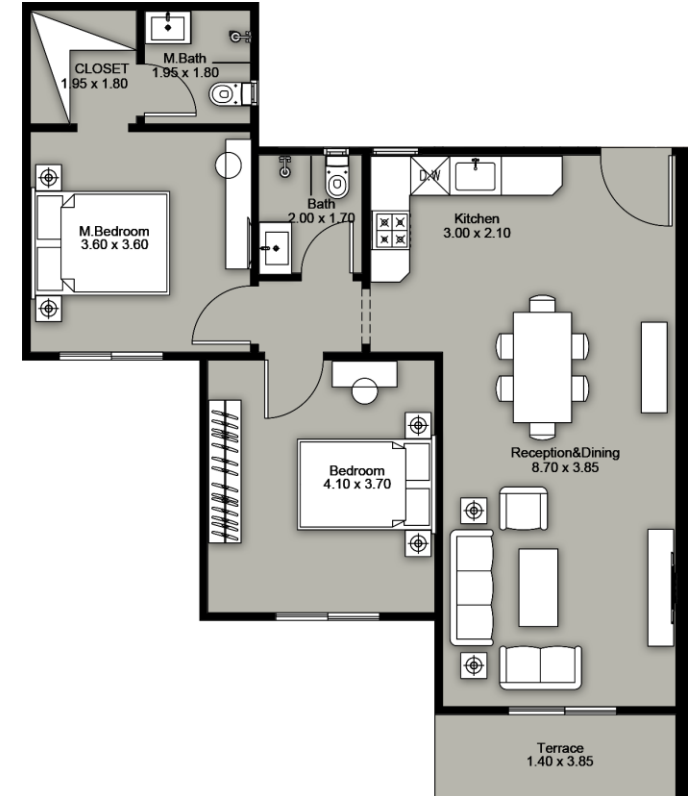 CLOSET
1.95 x 1.80
M.Bath
1.95 x 1.80
M.Bedroom
3.60 x 3.60
Bath
2.00 x 1.70
D.W
Kitchen
3.00 x 2.10
Reception&Dining
8.70 x 3.85
Bedroom
4.10 x 3.70
Terrace
1.40 x 3.85